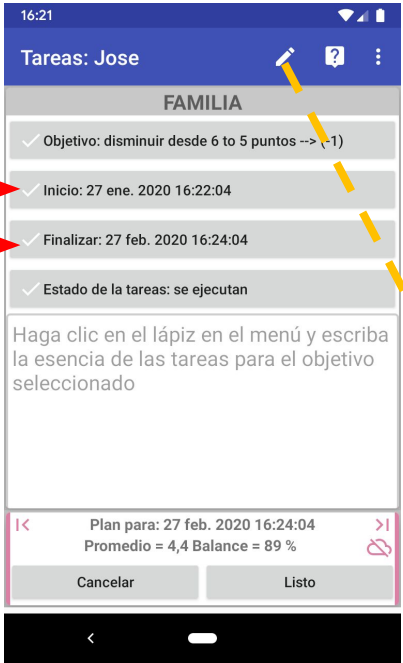 16:21
Tareas: Jose
FAMILIA
Objetivo: disminuir desde 6 to 5 puntos --> (-1)
Inicio: 27 ene. 2020 16:22:04
Finalizar: 27 feb. 2020 16:24:04
Estado de la tareas: se ejecutan
Haga clic en el lápiz en el menú y escriba
la esencia de las tareas para el objetivo
seleccionado
Plan para: 27 feb. 2020 16:24:04
Promedio = 4,4 Balance = 89 %
Cancelar
Listo